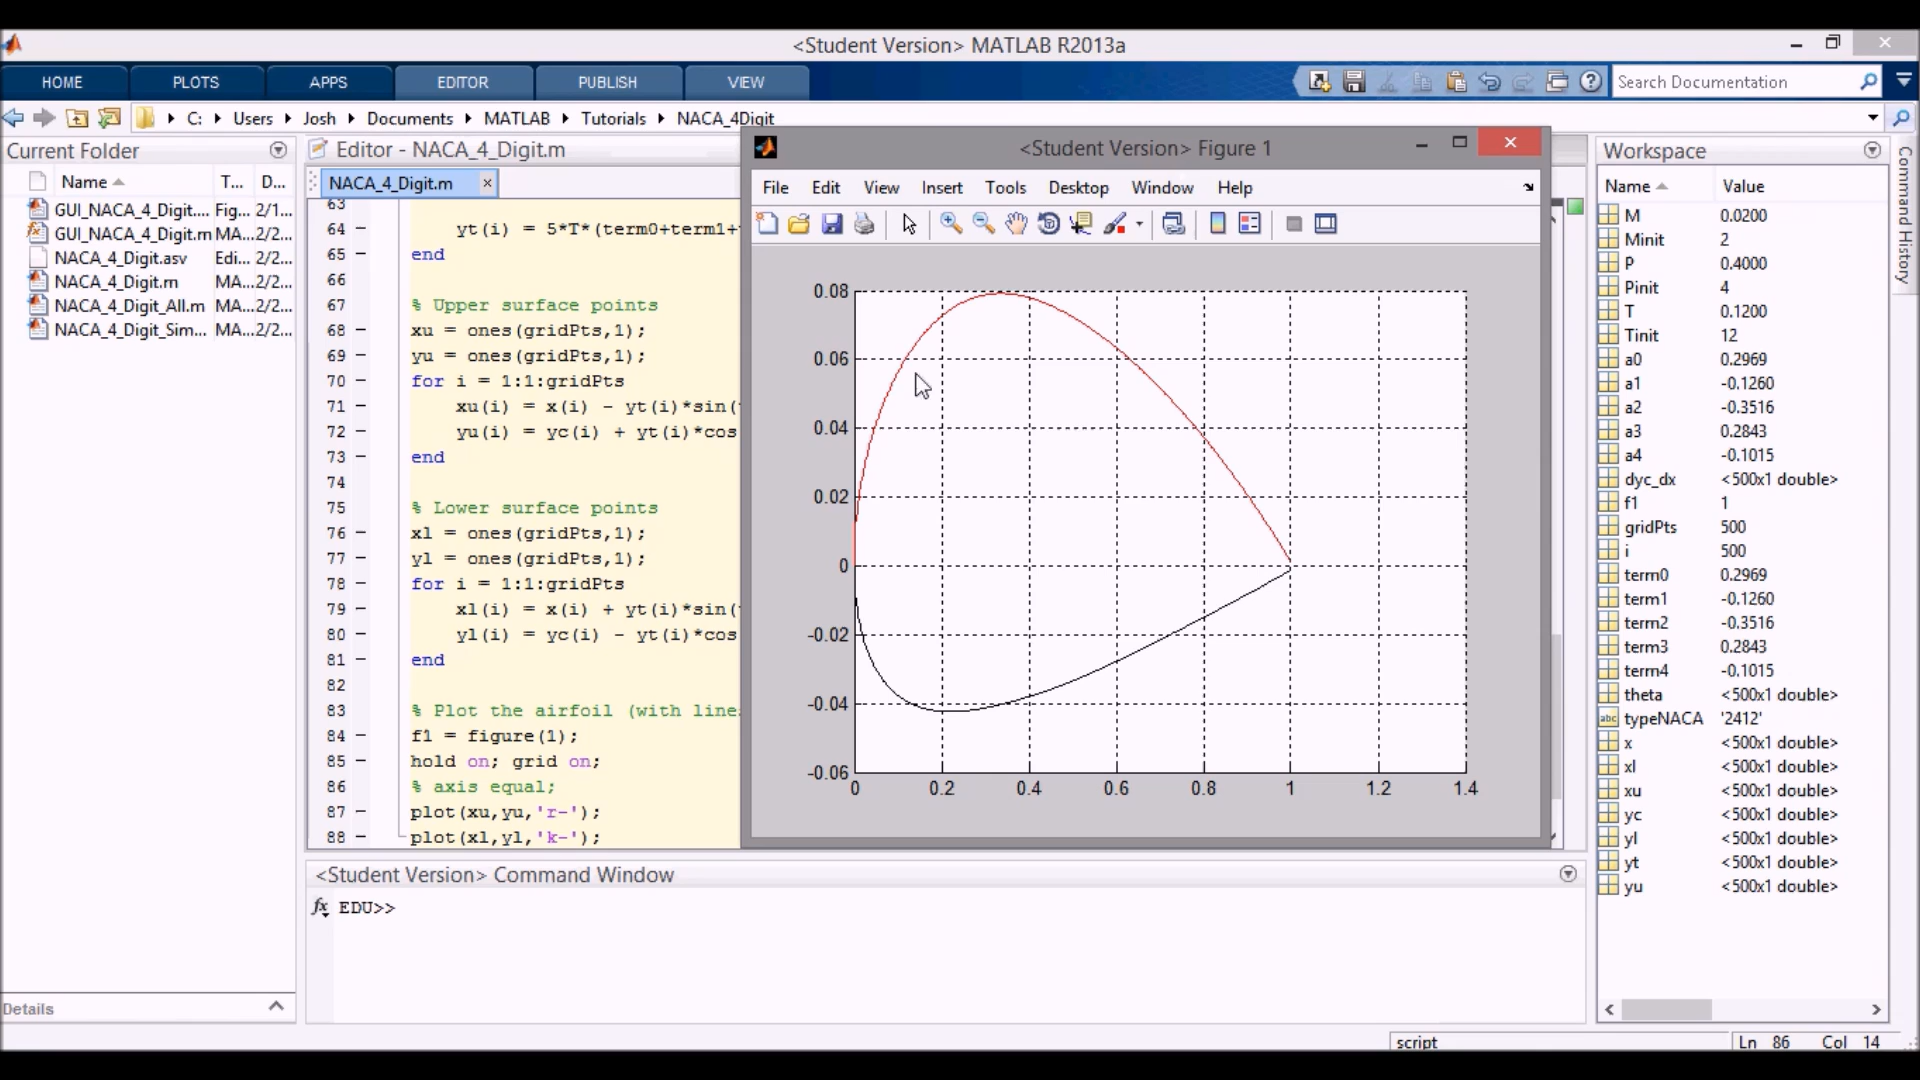 <Student Version> MATLAB R2013a
HOME PLOTS APPS EDITOR PUBLISH VIEW
Search Documentation
C: Users Josh Documents MATLAB Tutorials NACA_4Digit
Current Folder
Name T... D...
GUI_NACA_4_Digit.... Fig... 2/1...
GUI_NACA_4_Digit.m MA... 2/2...
NACA_4_Digit.asv Edi... 2/2...
NACA_4_Digit.m MA... 2/2...
NACA_4_Digit_All.m MA... 2/2...
NACA_4_Digit_Sim... MA... 2/2...
Details
Editor - NACA_4_Digit.m
NACA_4_Digit.m
63
64 - yt(i) = 5*T*(term0+term1+
65 - end
66
67 % Upper surface points
68 - xu = ones(gridPts,1);
69 - yu = ones(gridPts,1);
70 - for i = 1:1:gridPts
71 - xu(i) = x(i) - yt(i)*sin(
72 - yu(i) = yc(i) + yt(i)*cos
73 - end
74
75 % Lower surface points
76 - xl = ones(gridPts,1);
77 - yl = ones(gridPts,1);
78 - for i = 1:1:gridPts
79 - xl(i) = x(i) + yt(i)*sin(
80 - yl(i) = yc(i) - yt(i)*cos
81 - end
82
83 % Plot the airfoil (with line
84 - f1 = figure(1);
85 - hold on; grid on;
86 % axis equal;
87 - plot(xu,yu,'r-');
88 - plot(xl,yl,'k-');
<Student Version> Figure 1
File Edit View Insert Tools Desktop Window Help
0.08
0.06
0.04
0.02
0
-0.02
-0.04
-0.06
0 0.2 0.4 0.6 0.8 1 1.2 1.4
<Student Version> Command Window
fx EDU>>
Workspace
Name Value
M 0.0200
Minit 2
P 0.4000
Pinit 4
T 0.1200
Tinit 12
a0 0.2969
a1 -0.1260
a2 -0.3516
a3 0.2843
a4 -0.1015
dyc_dx <500x1 double>
f1 1
gridPts 500
i 500
term0 0.2969
term1 -0.1260
term2 -0.3516
term3 0.2843
term4 -0.1015
theta <500x1 double>
abc typeNACA '2412'
x <500x1 double>
xl <500x1 double>
xu <500x1 double>
yc <500x1 double>
yl <500x1 double>
yt <500x1 double>
yu <500x1 double>
Command History
script Ln 86 Col 14